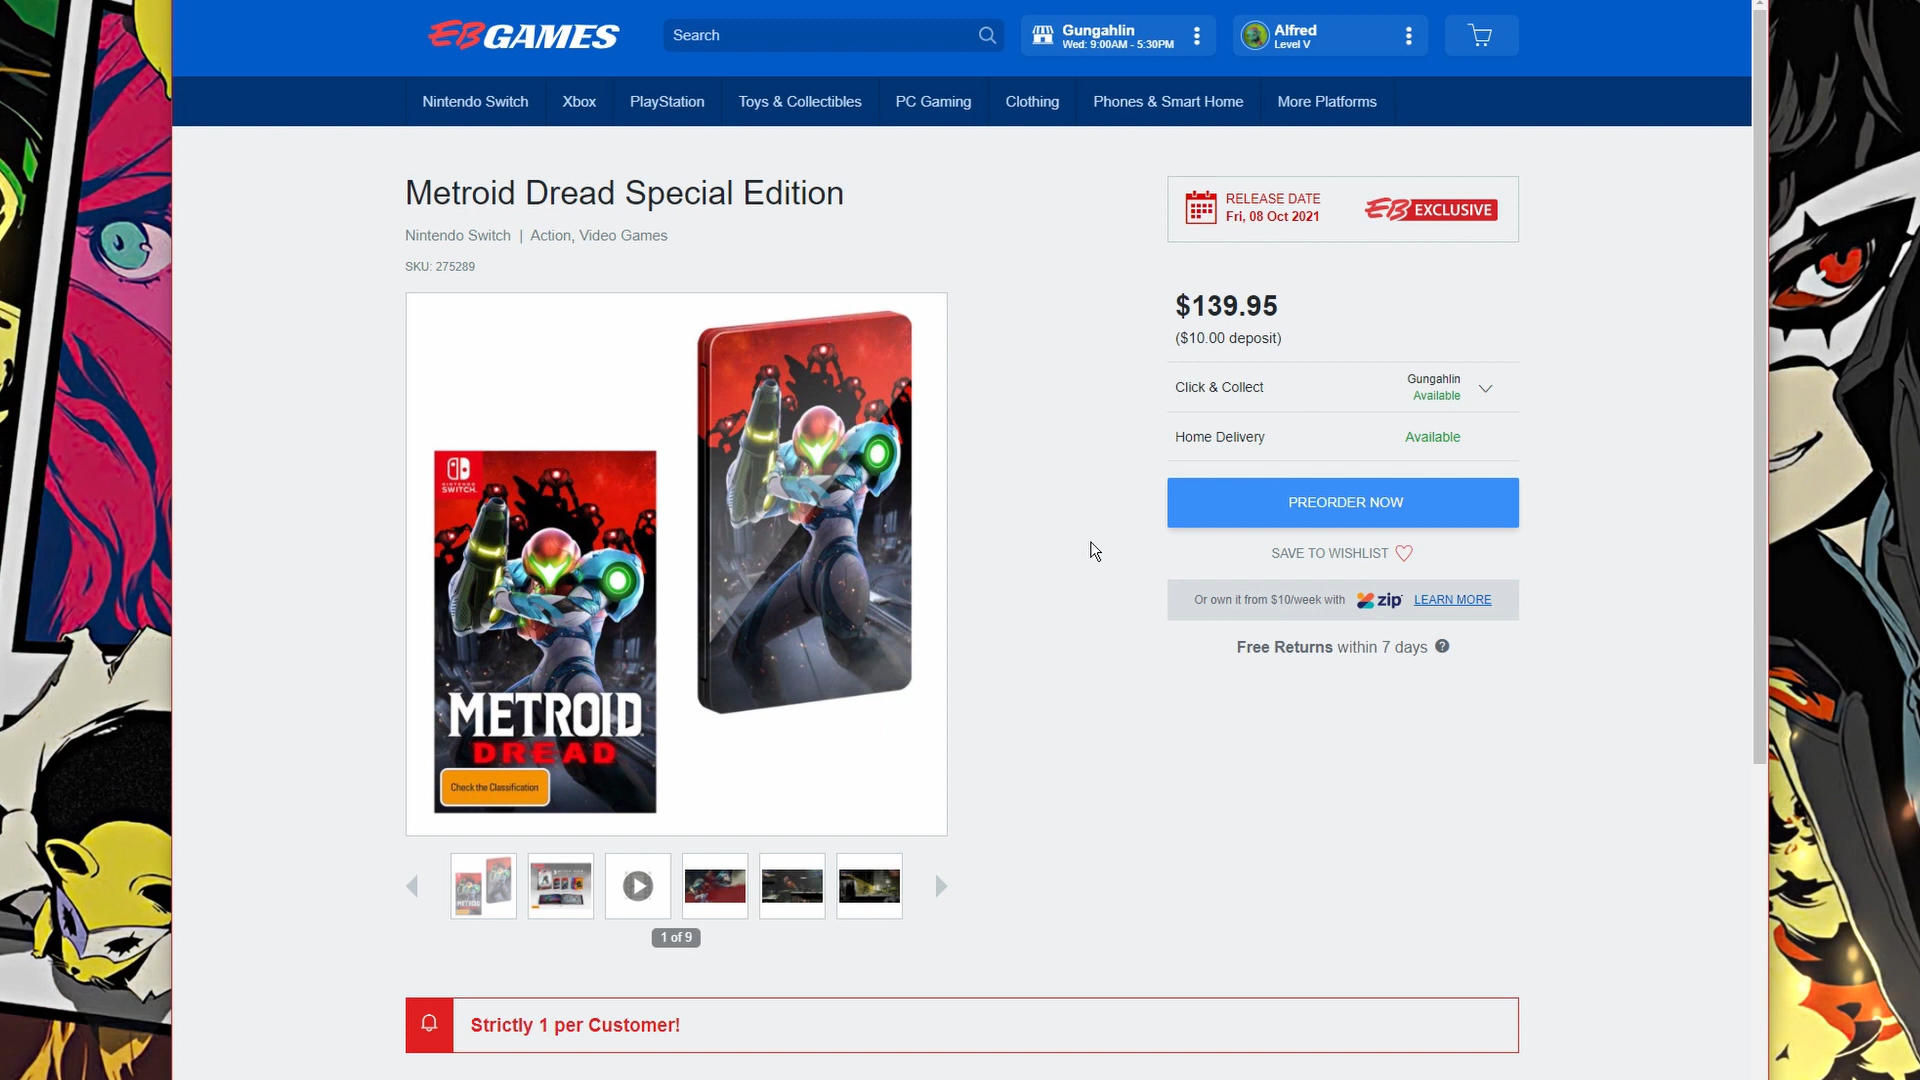 EBGAMES
Search
Gungahlin
Wed: 9:00AM - 5:30PM
Alfred
Level V
Nintendo Switch
Xbox
PlayStation
Toys & Collectibles
PC Gaming
Clothing
Phones & Smart Home
More Platforms
Metroid Dread Special Edition
Nintendo Switch | Action, Video Games
SKU: 275289
RELEASE DATE
Fri, 08 Oct 2021
EB EXCLUSIVE
$139.95
($10.00 deposit)
Click & Collect
Gungahlin
Available
Home Delivery
Available
PREORDER NOW
SAVE TO WISHLIST
Or own it from $10/week with zip LEARN MORE
Free Returns within 7 days ?
NINTENDO
SWITCH
METROID
DREAD
Check the Classification
1 of 9
Strictly 1 per Customer!